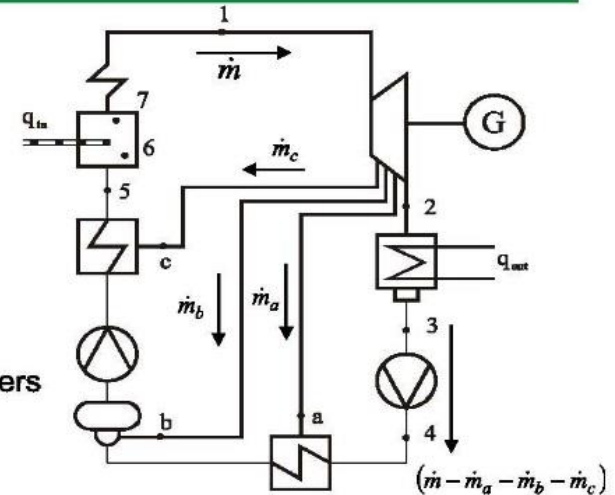 1
ṁ
7
q_in
6
G
ṁ_c
5
2
c
q_out
ṁ_b
ṁ_a
3
ers
b
a
4
(ṁ − ṁ_a − ṁ_b − ṁ_c)